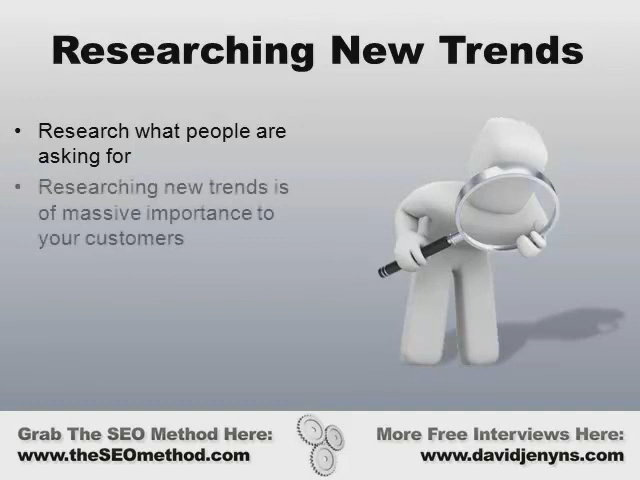 Researching New Trends
• Research what people are
asking for
• Researching new trends is
of massive importance to
your customers
Grab The SEO Method Here:
www.theSEOmethod.com
More Free Interviews Here:
www.davidjenyns.com